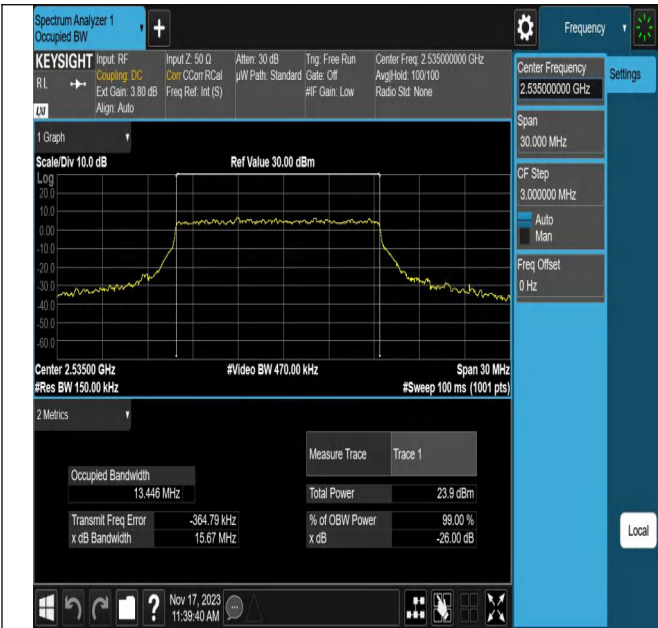 Spectrum Analyzer 1
Occupied BW
+
Frequency
KEYSIGHT
RL
LXI
Input: RF
Coupling: DC
Ext Gain: 3.80 dB
Align: Auto
Input Z: 50 Ω
Corr CCorr RCal
Freq Ref: Int (S)
Atten: 30 dB
µW Path: Standard
Trig: Free Run
Gate: Off
#IF Gain: Low
Center Freq: 2.535000000 GHz
Avg|Hold: 100/100
Radio Std: None
Center Frequency
2.535000000 GHz
Settings
Span
30.000 MHz
CF Step
3.000000 MHz
Auto
Man
Freq Offset
0 Hz
1 Graph
Scale/Div 10.0 dB
Ref Value 30.00 dBm
Log
20.0
10.0
0.00
-10.0
-20.0
-30.0
-40.0
-50.0
-60.0
Center 2.53500 GHz
#Video BW 470.00 kHz
Span 30 MHz
#Res BW 150.00 kHz
#Sweep 100 ms (1001 pts)
2 Metrics
Measure Trace
Trace 1
Occupied Bandwidth
13.446 MHz
Total Power
23.9 dBm
Transmit Freq Error
-364.79 kHz
% of OBW Power
99.00 %
x dB Bandwidth
15.67 MHz
x dB
-26.00 dB
Local
?
Nov 17, 2023
11:39:40 AM